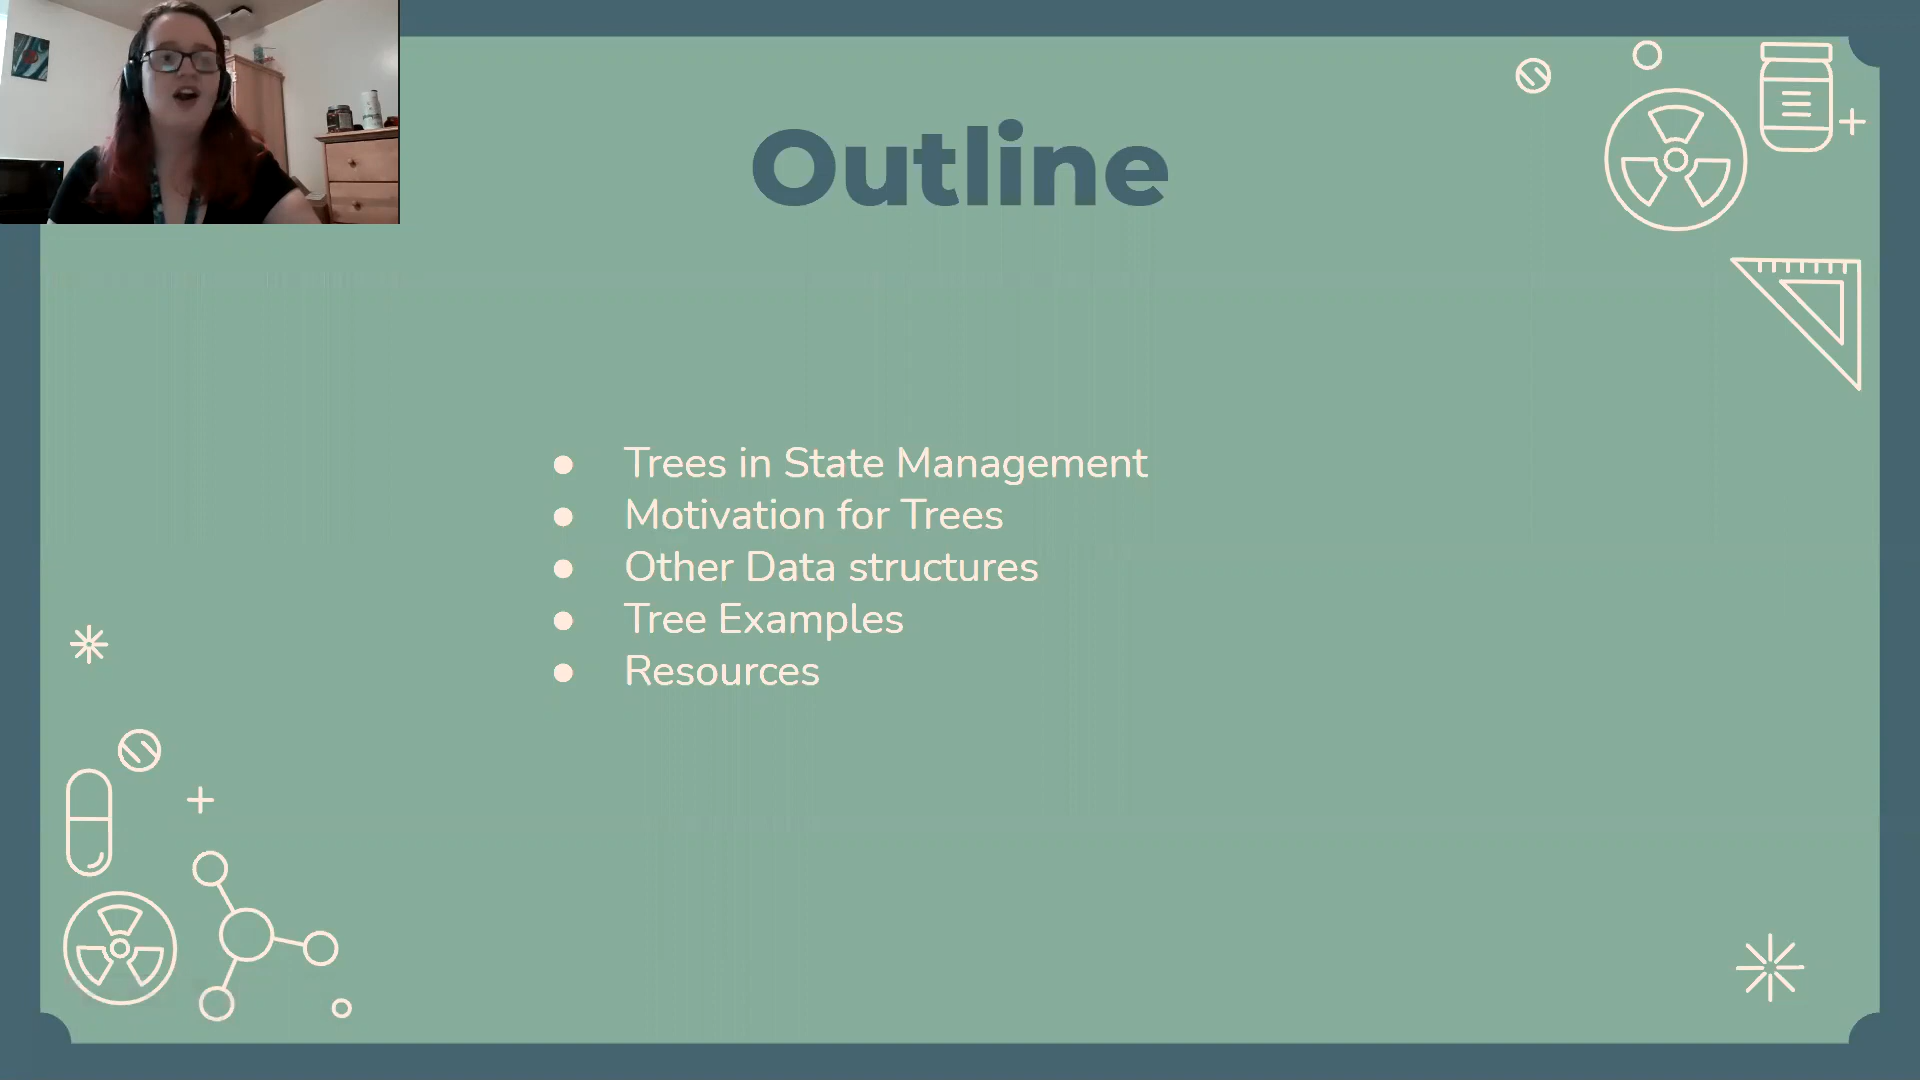 Outline
Trees in State Management
Motivation for Trees
Other Data structures
Tree Examples
Resources